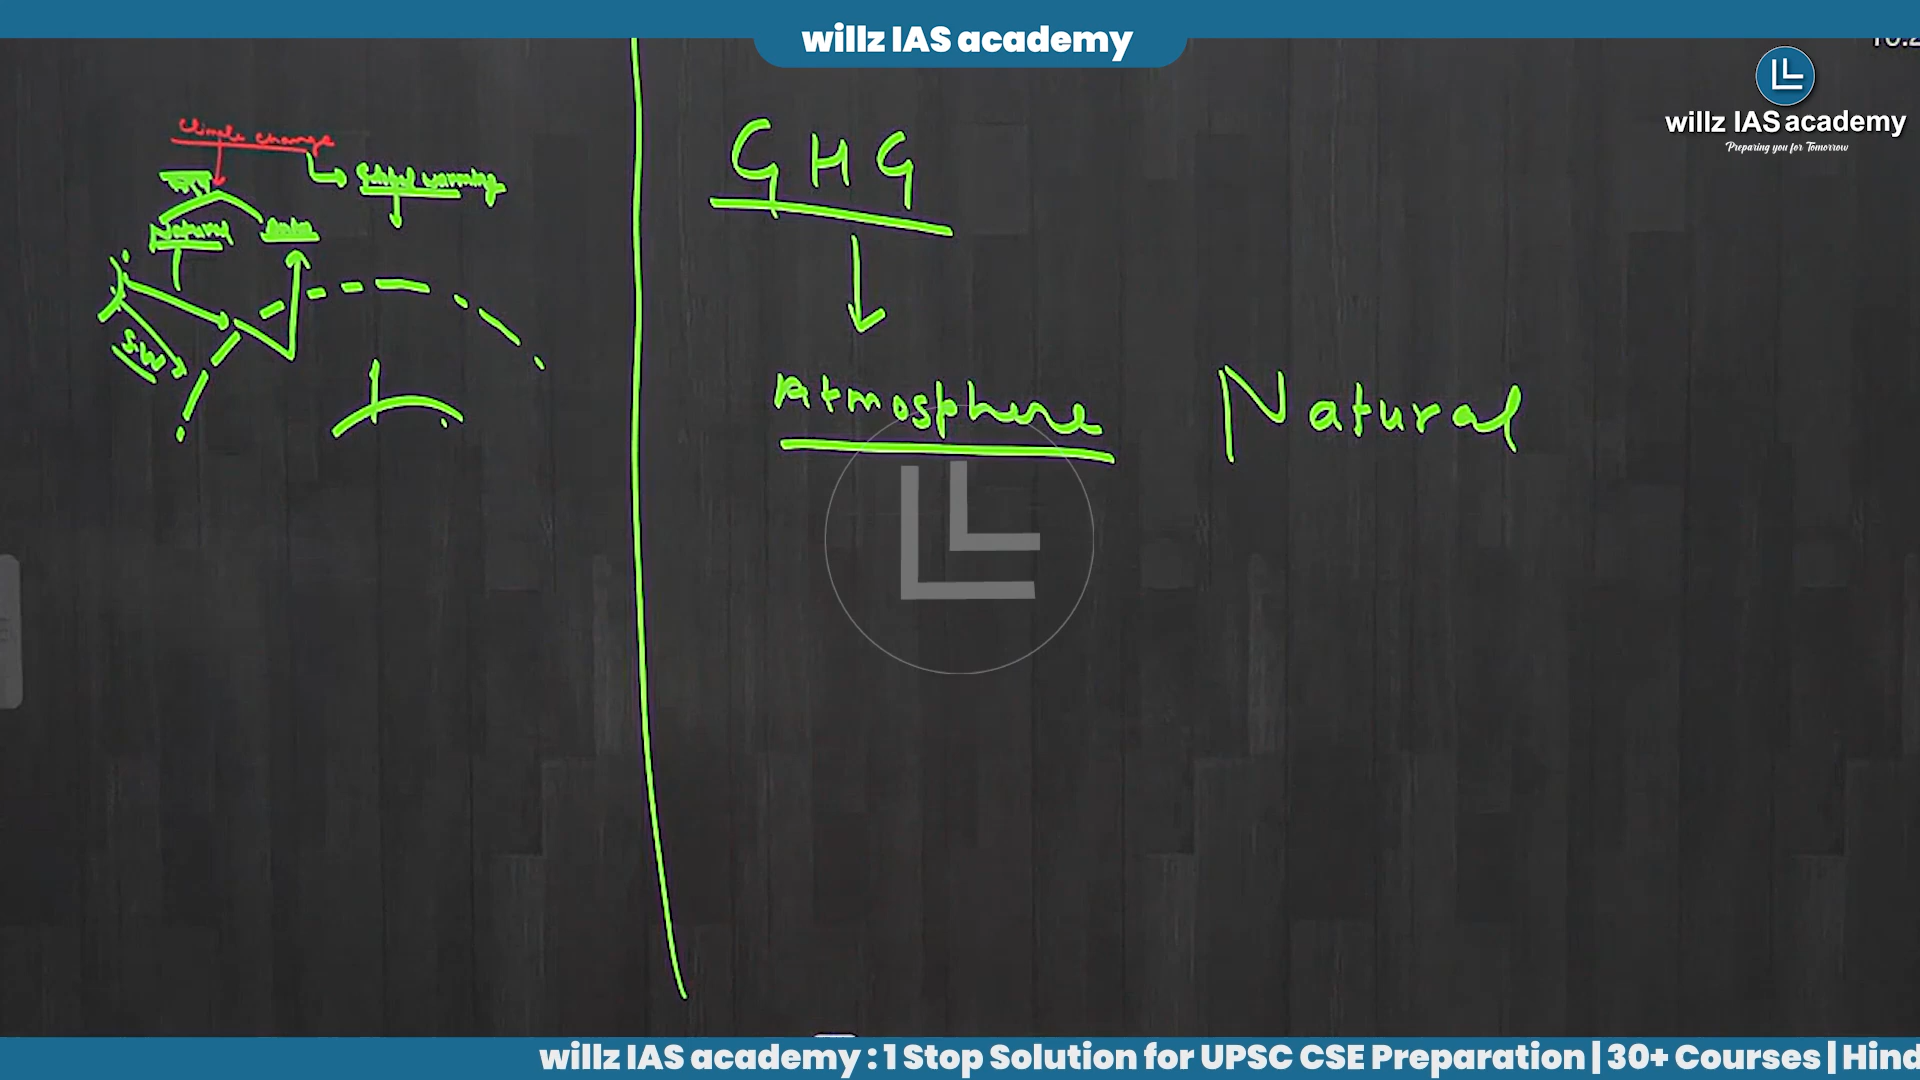 willz IAS academy
willz IAS academy
Preparing you for Tomorrow
Climate change
Global warming
Natural
S.W
GHG
Atmosphere
Natural
willz IAS academy : 1 Stop Solution for UPSC CSE Preparation | 30+ Courses | Hind